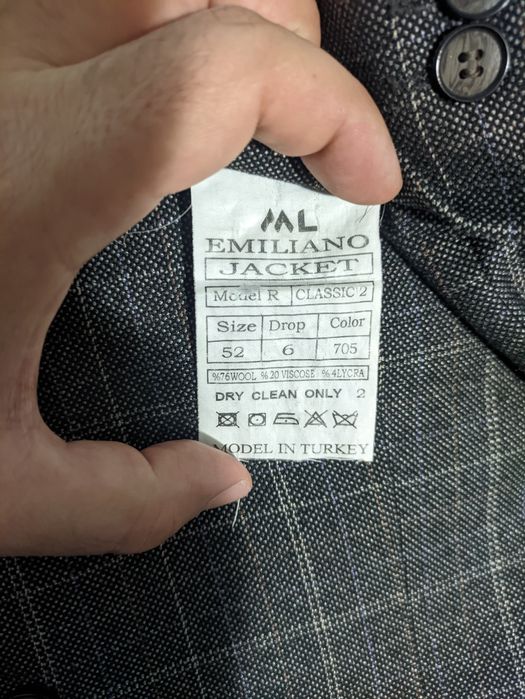 ML
EMILIANO
JACKET
Model R CLASSIC 2
Size Drop Color
52 6 705
%76WOOL %20 VISCOSE %4LYCRA
DRY CLEAN ONLY 2
MODEL IN TURKEY